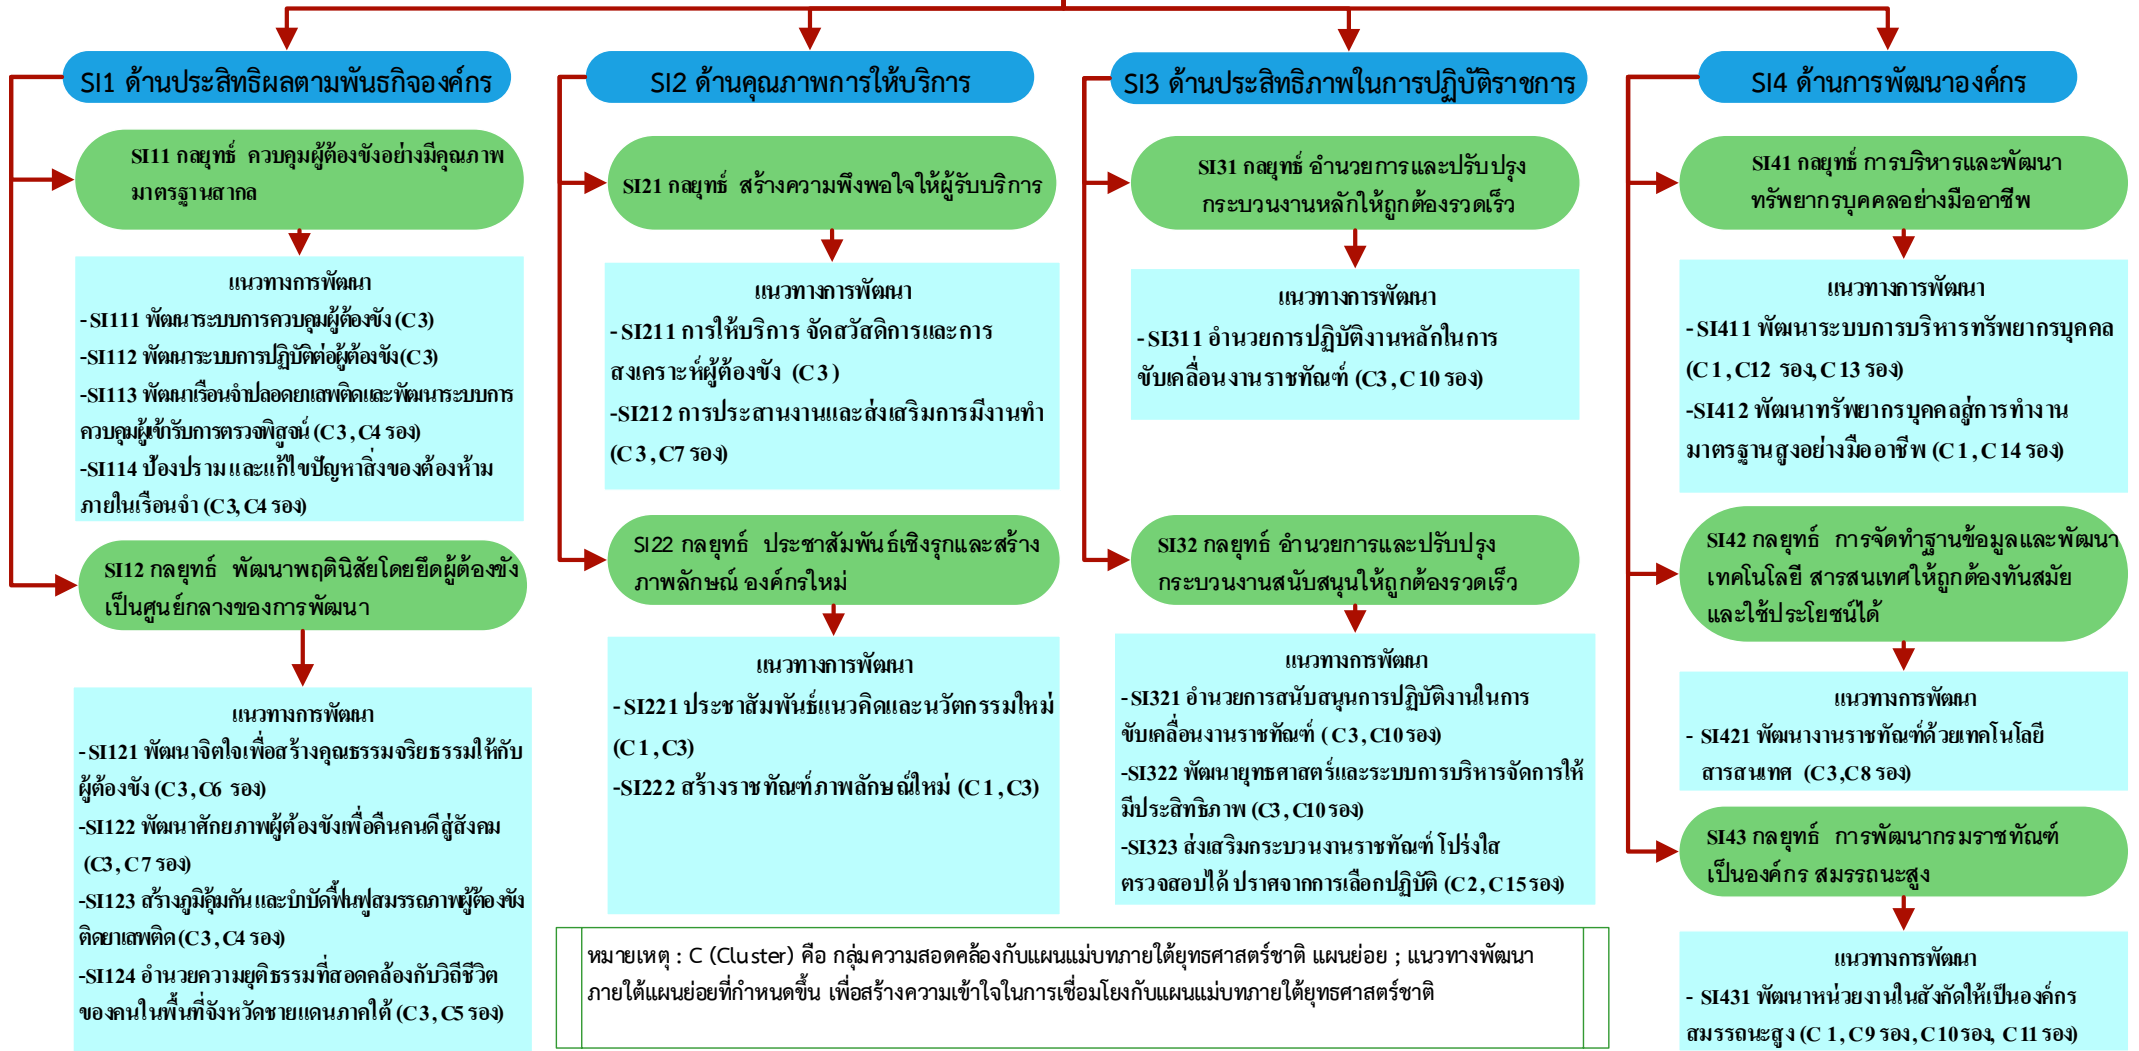 SI1 ด้านประสิทธิผลตามพันธกิจองค์กร
SI11 กลยุทธ์ ควบคุมผู้ต้องขังอย่างมีคุณภาพ
มาตรฐานสากล
แนวทางการพัฒนา
-SI111 พัฒนาระบบการควบคุมผู้ต้องขัง (C3)
-SI112 พัฒนาระบบการปฏิบัติต่อผู้ต้องขัง(C3)
-SI113 พัฒนาเรือนจำปลอดยาเสพติดและพัฒนาระบบการ
ควบคุมผู้เข้ารับการตรวจพิสูจน์ (C3, C4 รอง)
-SI114 ป้องปราม และแก้ไขปัญหาสิ่งของต้องห้าม
ภายในเรือนจำ (C3, C4 รอง)
SI12 กลยุทธ์ พัฒนาพฤตินิสัยโดยยึดผู้ต้องขัง
เป็นศูนย์กลางของการพัฒนา
แนวทางการพัฒนา
-SI121 พัฒนาจิตใจเพื่อสร้างคุณธรรมจริยธรรมให้กับ
ผู้ต้องขัง (C3, C6 รอง)
-SI122 พัฒนาศักยภาพผู้ต้องขังเพื่อคืนคนดีสู่สังคม
(C3, C7 รอง)
-SI123 สร้างภูมิคุ้มกัน และบำบัดฟื้นฟูสมรรถภาพผู้ต้องขัง
ติดยาเสพติด (C3, C4 รอง)
-SI124 อำนวยความยุติธรรมที่สอดคล้องกับวิถีชีวิต
ของคนในพื้นที่จังหวัดชายแดนภาคใต้ (C3, C5 รอง)
SI2 ด้านคุณภาพการให้บริการ
SI21 กลยุทธ์ สร้างความพึงพอใจให้ผู้รับบริการ
แนวทางการพัฒนา
-SI211 การให้บริการ จัดสวัสดิการและการ
สงเคราะห์ผู้ต้องขัง (C3)
-SI212 การประสานงานและส่งเสริมการมีงานทำ
(C3, C7 รอง)
SI22 กลยุทธ์ ประชาสัมพันธ์เชิงรุกและสร้าง
ภาพลักษณ์ องค์กรใหม่
แนวทางการพัฒนา
-SI221 ประชาสัมพันธ์แนวคิดและนวัตกรรมใหม่
(C1, C3)
-SI222 สร้างราชทัณฑ์ภาพลักษณ์ใหม่ (C1, C3)
SI3 ด้านประสิทธิภาพในการปฏิบัติราชการ
SI31 กลยุทธ์ อำนวยการและปรับปรุง
กระบวนงานหลักให้ถูกต้องรวดเร็ว
แนวทางการพัฒนา
-SI311 อำนวยการปฏิบัติงานหลักในการ
ขับเคลื่อนงานราชทัณฑ์ (C3, C10 รอง)
SI32 กลยุทธ์ อำนวยการและปรับปรุง
กระบวนงานสนับสนุนให้ถูกต้องรวดเร็ว
แนวทางการพัฒนา
-SI321 อำนวยการสนับสนุนการปฏิบัติงานในการ
ขับเคลื่อนงานราชทัณฑ์ (C3, C10 รอง)
-SI322 พัฒนายุทธศาสตร์และระบบการบริหารจัดการให้
มีประสิทธิภาพ (C3, C10 รอง)
-SI323 ส่งเสริมกระบวนงานราชทัณฑ์ โปร่งใส
ตรวจสอบได้ ปราศจากการเลือกปฏิบัติ (C2, C15 รอง)
SI4 ด้านการพัฒนาองค์กร
SI41 กลยุทธ์ การบริหารและพัฒนา
ทรัพยากรบุคคลอย่างมืออาชีพ
แนวทางการพัฒนา
-SI411 พัฒนาระบบการบริหารทรัพยากรบุคคล
(C1, C12 รอง, C13 รอง)
-SI412 พัฒนาทรัพยากรบุคคลสู่การทำงาน
มาตรฐานสูงอย่างมืออาชีพ (C1, C14 รอง)
SI42 กลยุทธ์ การจัดทำฐานข้อมูลและพัฒนา
เทคโนโลยี สารสนเทศให้ถูกต้องทันสมัย
และใช้ประโยชน์ได้
แนวทางการพัฒนา
- SI421 พัฒนางานราชทัณฑ์ด้วยเทคโนโลยี
สารสนเทศ (C3,C8 รอง)
SI43 กลยุทธ์ การพัฒนากรมราชทัณฑ์
เป็นองค์กร สมรรถนะสูง
แนวทางการพัฒนา
- SI431 พัฒนาหน่วยงานในสังกัดให้เป็นองค์กร
สมรรถนะสูง (C1, C9 รอง, C10 รอง, C11 รอง)
หมายเหตุ : C (Cluster) คือ กลุ่มความสอดคล้องกับแผนแม่บทภายใต้ยุทธศาสตร์ชาติ แผนย่อย ; แนวทางพัฒนา
ภายใต้แผนย่อยที่กำหนดขึ้น เพื่อสร้างความเข้าใจในการเชื่อมโยงกับแผนแม่บทภายใต้ยุทธศาสตร์ชาติ